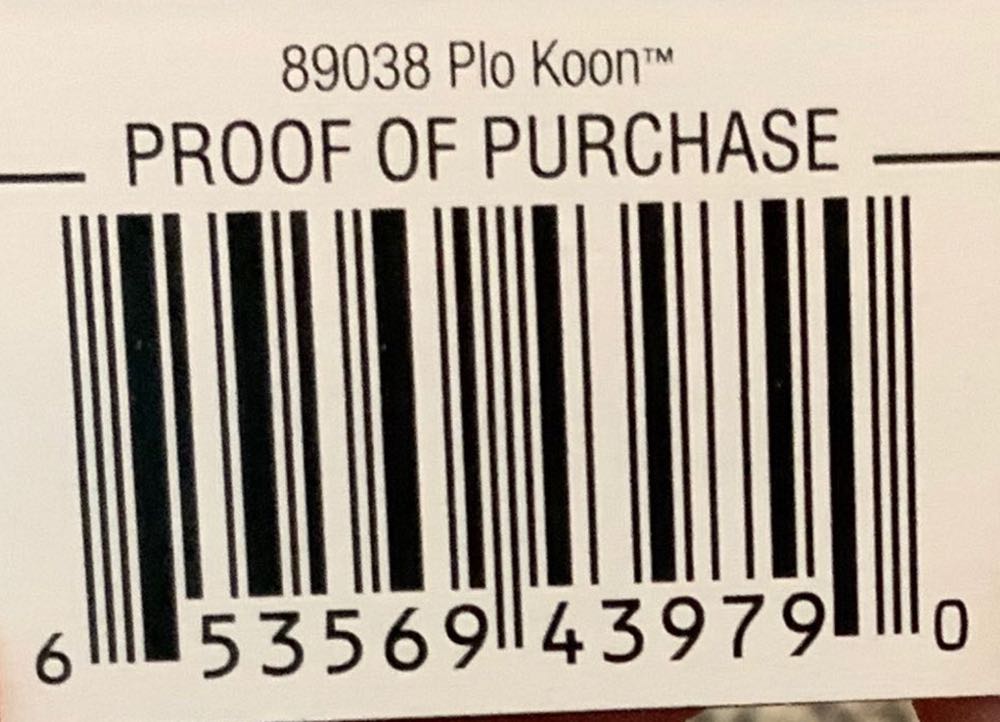 89038 Plo Koon™
PROOF OF PURCHASE
6 53569 43979 0